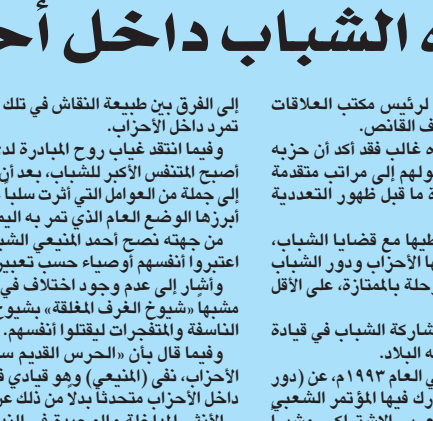 ه الشباب داخل أح
لرئيس مكتب العلاقات
ف القانص.
ه غالب فقد أكد أن حزبه
ولهم إلى مراتب متقدمة
ة ما قبل ظهور التعددية
طبها مع قضايا الشباب،
ها الأحزاب ودور الشباب
رحلة بالممتازة، على الأقل
شاركة الشباب في قيادة
ه البلاد.
ي العام ١٩٩٣م، عن (دور
رك فيها المؤتمر الشعبي
إلى الفرق بين طبيعة النقاش في تلك
تمرد داخل الأحزاب.
وفيما انتقد غياب روح المبادرة لد
أصبح المتنفس الأكبر للشباب، بعد أن
إلى جملة من العوامل التي أثرت سلبا
أبرزها الوضع العام الذي تمر به اليم
من جهته نصح أحمد المنيعي الشب
اعتبروا أنفسهم أوصياء حسب تعبير
وأشار إلى عدم وجود اختلاف في
مشبها «شيوخ الغرف المغلقة» بشيوخ
الناسفة والمتفجرات ليقتلوا أنفسهم.
وفيما قال بأن «الحرس القديم س
الأحزاب، نفى (المنيعي) وهو قيادي ف
داخل الأحزاب متحدثا بدلا من ذلك عن